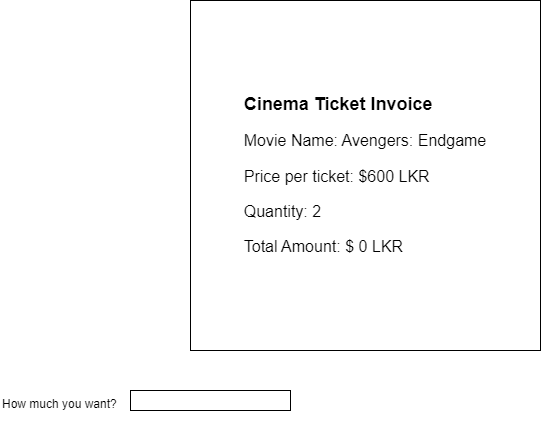 Cinema Ticket Invoice
Movie Name: Avengers: Endgame
Price per ticket: $600 LKR
Quantity: 2
Total Amount: $ 0 LKR
How much you want?